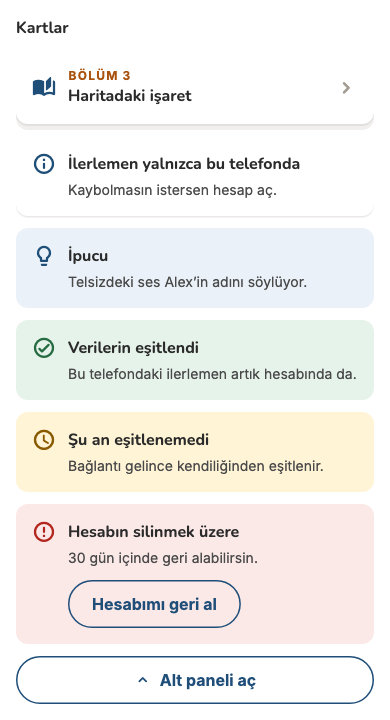 Kartlar
BÖLÜM 3
Haritadaki işaret
İlerlemen yalnızca bu telefonda
Kaybolmasın istersen hesap aç.
İpucu
Telsizdeki ses Alex’in adını söylüyor.
Verilerin eşitlendi
Bu telefondaki ilerlemen artık hesabında da.
Şu an eşitlenemedi
Bağlantı gelince kendiliğinden eşitlenir.
Hesabın silinmek üzere
30 gün içinde geri alabilirsin.
Hesabımı geri al
Alt paneli aç